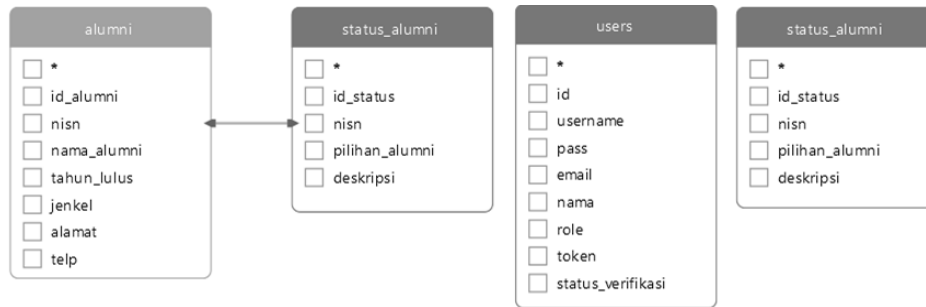 alumni
*
id_alumni
nisn
nama_alumni
tahun_lulus
jenkel
alamat
telp
status_alumni
*
id_status
nisn
pilihan_alumni
deskripsi
users
*
id
username
pass
email
nama
role
token
status_verifikasi
status_alumni
*
id_status
nisn
pilihan_alumni
deskripsi